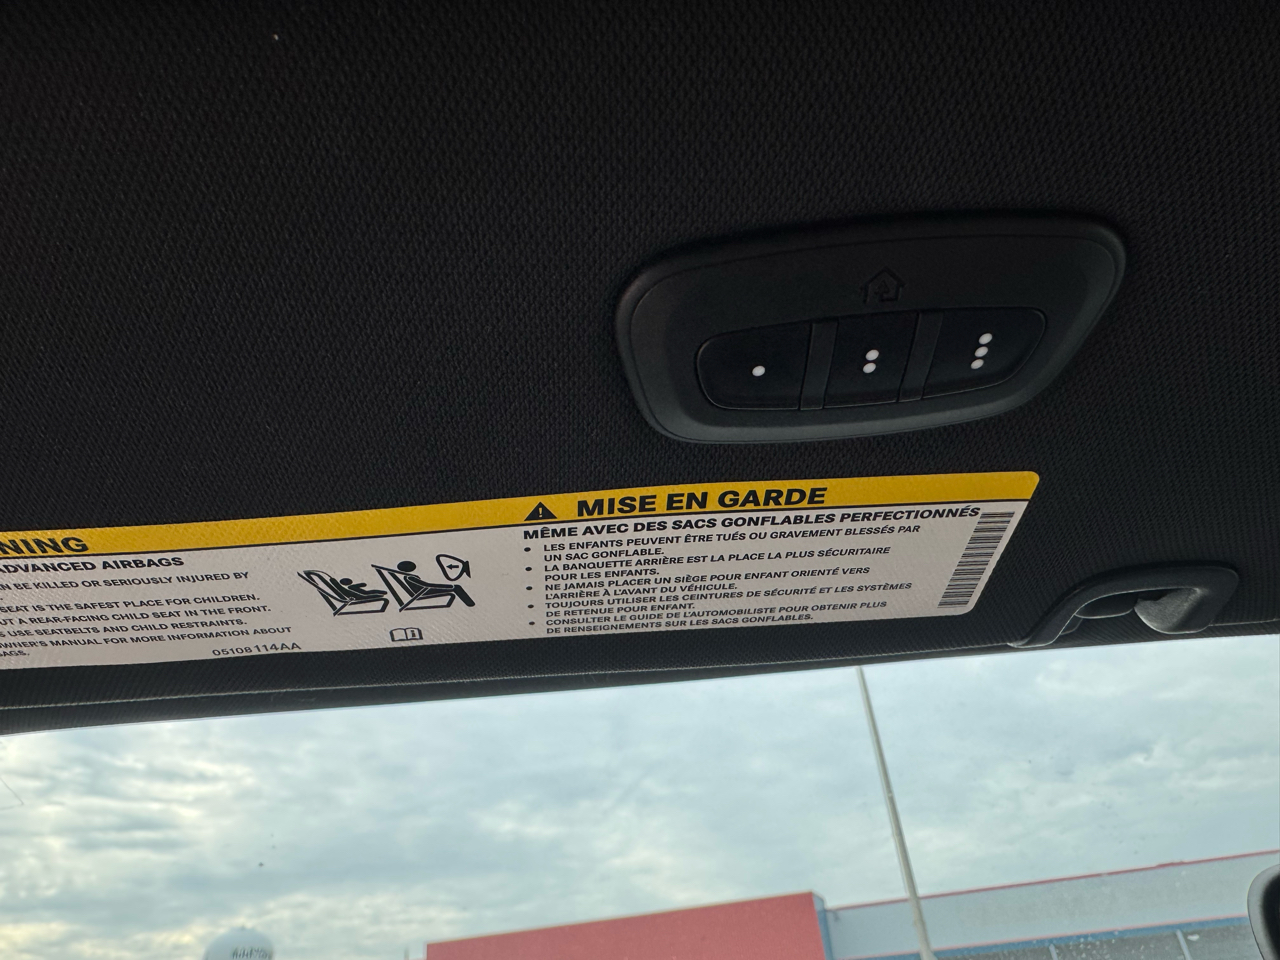 NING
ADVANCED AIRBAGS
N BE KILLED OR SERIOUSLY INJURED BY
SEAT IS THE SAFEST PLACE FOR CHILDREN.
UT A REAR-FACING CHILD SEAT IN THE FRONT.
S USE SEATBELTS AND CHILD RESTRAINTS.
OWNER'S MANUAL FOR MORE INFORMATION ABOUT
BAGS.
05108114AA
MISE EN GARDE
MÊME AVEC DES SACS GONFLABLES PERFECTIONNÉS
• LES ENFANTS PEUVENT ÊTRE TUÉS OU GRAVEMENT BLESSÉS PAR
UN SAC GONFLABLE.
• LA BANQUETTE ARRIÈRE EST LA PLACE LA PLUS SÉCURITAIRE
POUR LES ENFANTS.
• NE JAMAIS PLACER UN SIÈGE POUR ENFANT ORIENTÉ VERS
L'ARRIÈRE À L'AVANT DU VÉHICULE.
• TOUJOURS UTILISER LES CEINTURES DE SÉCURITÉ ET LES SYSTÈMES
DE RETENUE POUR ENFANT.
• CONSULTER LE GUIDE DE L'AUTOMOBILISTE POUR OBTENIR PLUS
DE RENSEIGNEMENTS SUR LES SACS GONFLABLES.